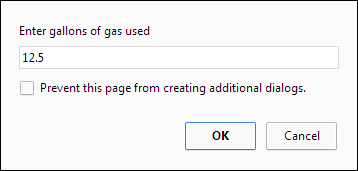 Enter gallons of gas used
12.5
Prevent this page from creating additional dialogs.
OK Cancel